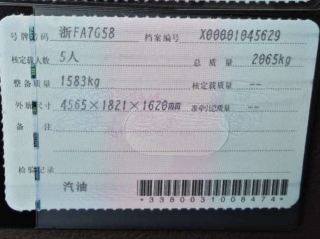 号牌号码 浙FA7G58 档案编号 X00001045629
核定载人数 5人 总质量 2065kg
整备质量 1583kg 核定载质量 --
外廓尺寸 4565×1821×1620mm 准牵引总质量 --
备注
检验记录
汽油
*3380031008474*